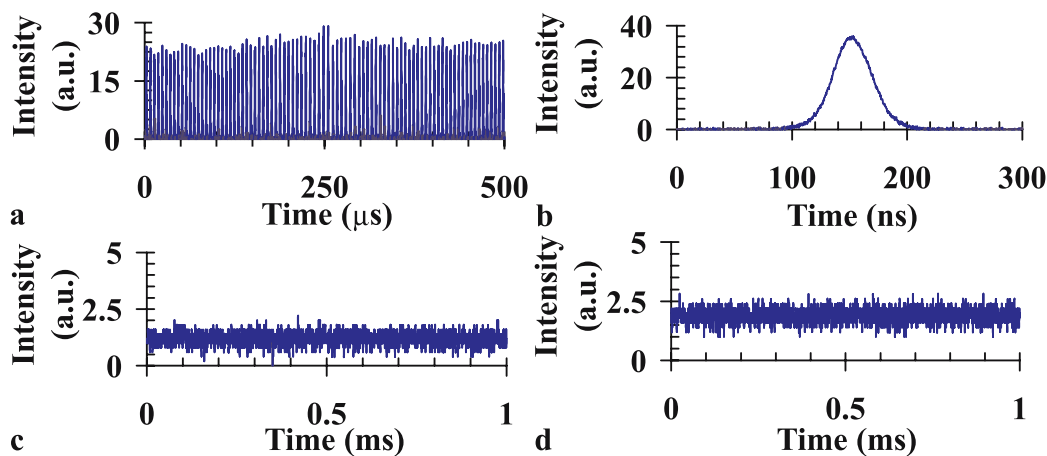 Intensity
(a.u.)
30
15
0
0
250
500
Time (μs)
a
Intensity
(a.u.)
40
20
0
0
100
200
300
Time (ns)
b
Intensity
(a.u.)
5
2.5
0
0
0.5
1
Time (ms)
c
Intensity
(a.u.)
5
2.5
0
0
0.5
1
Time (ms)
d